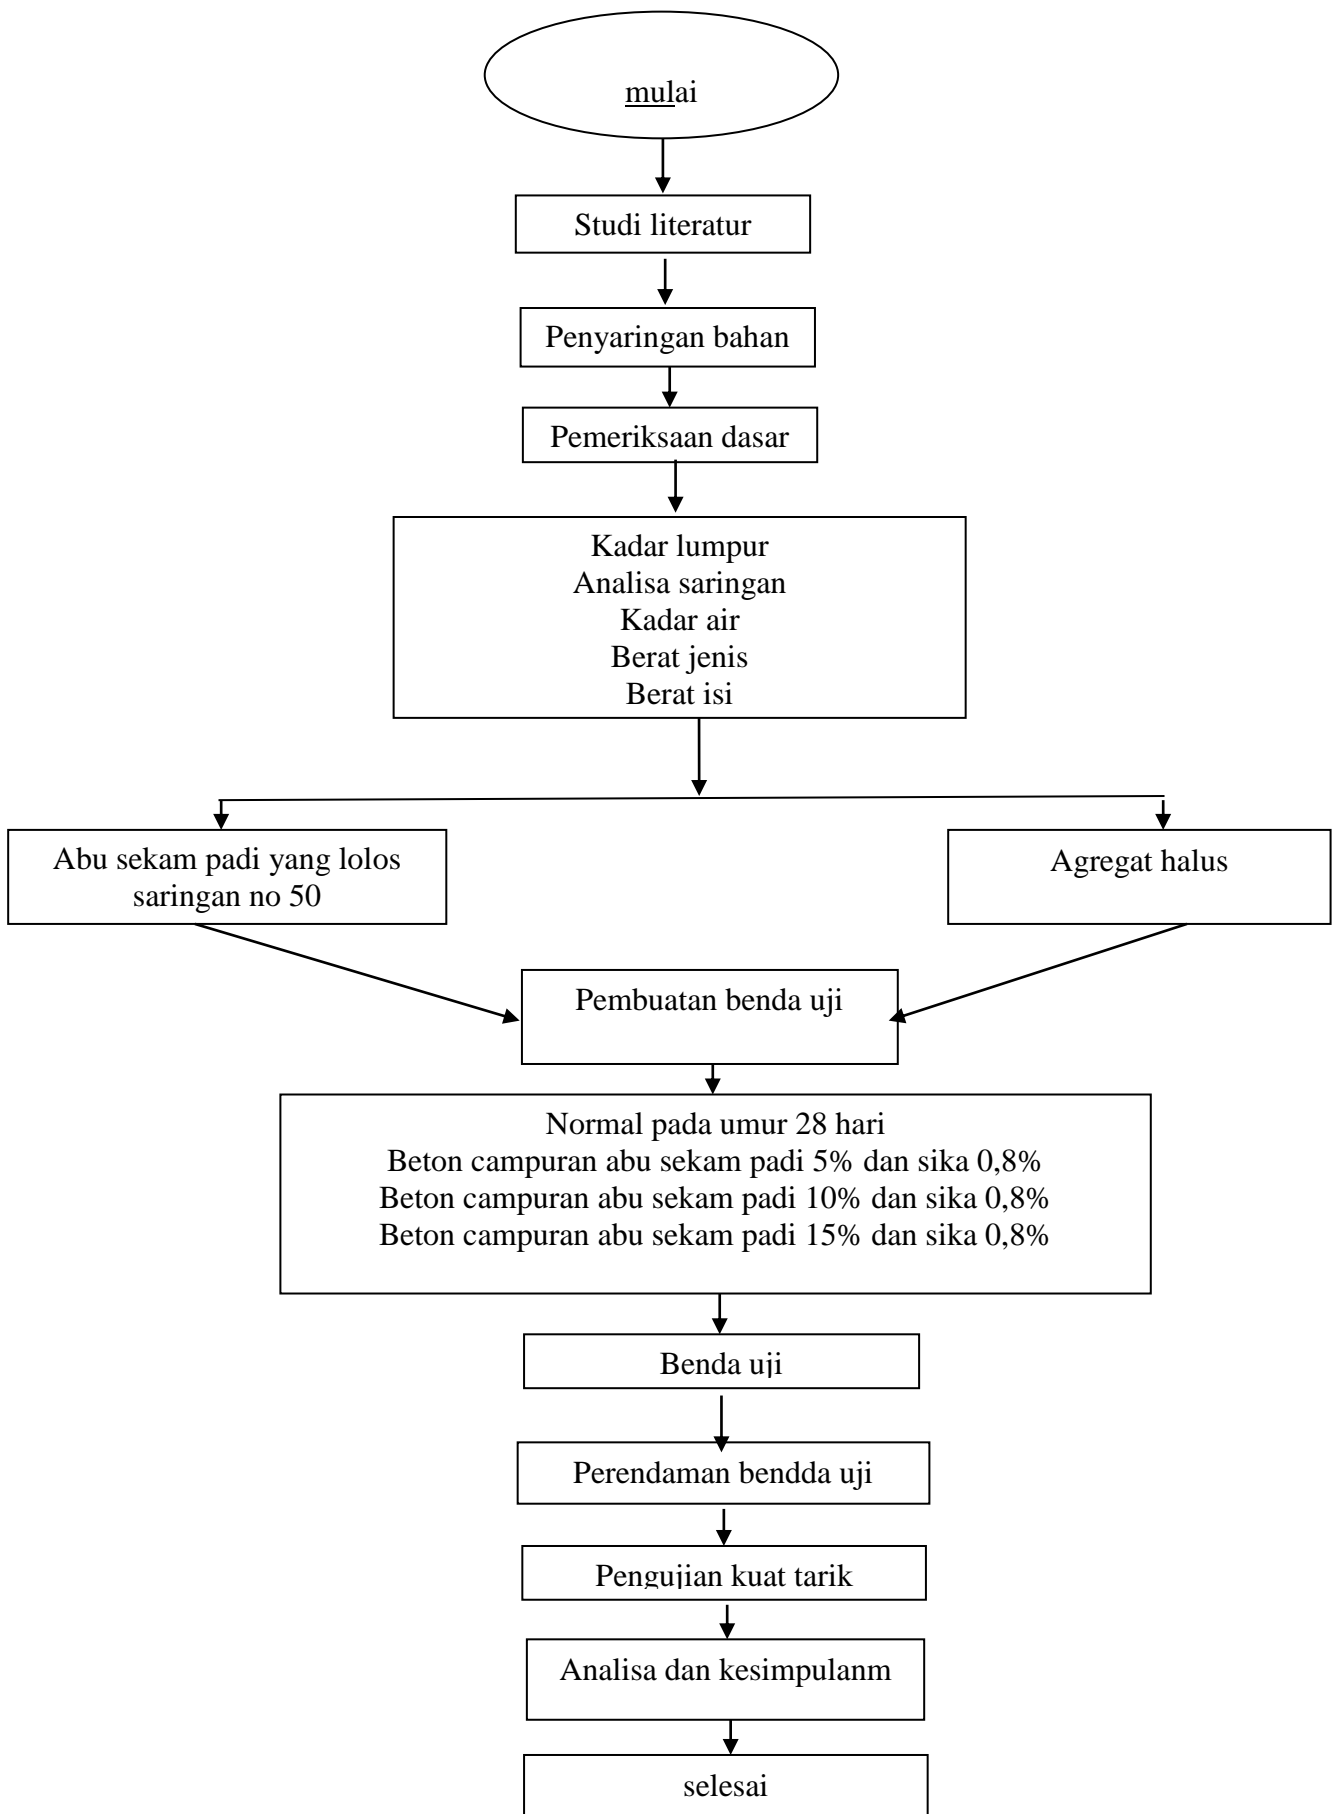 mulai
Studi literatur
Penyaringan bahan
Pemeriksaan dasar
Kadar lumpur
Analisa saringan
Kadar air
Berat jenis
Berat isi
Abu sekam padi yang lolos
saringan no 50
Agregat halus
Pembuatan benda uji
Normal pada umur 28 hari
Beton campuran abu sekam padi 5% dan sika 0,8%
Beton campuran abu sekam padi 10% dan sika 0,8%
Beton campuran abu sekam padi 15% dan sika 0,8%
Benda uji
Perendaman bendda uji
Pengujian kuat tarik
Analisa dan kesimpulanm
selesai